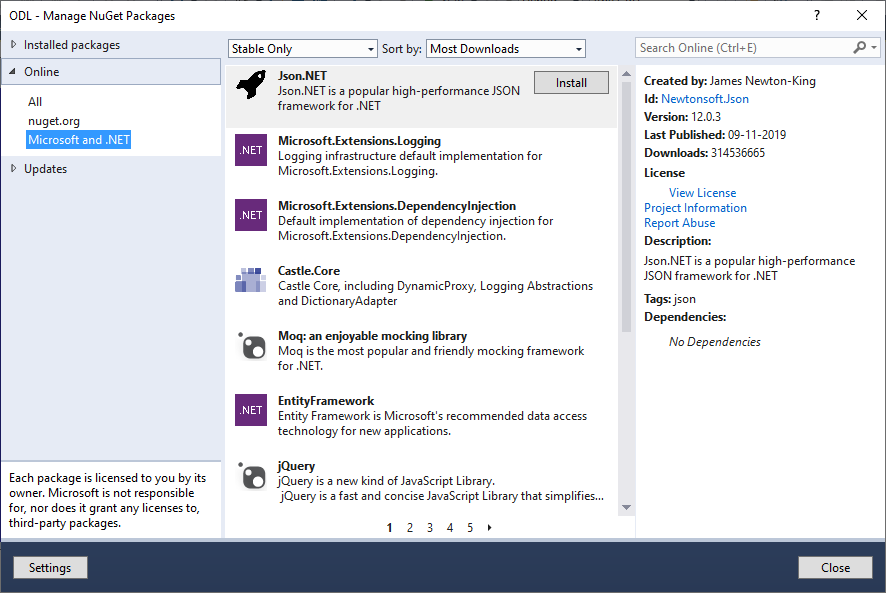 ODL - Manage NuGet Packages
?
Installed packages
Online
All
nuget.org
Microsoft and .NET
Updates
Each package is licensed to you by its
owner. Microsoft is not responsible
for, nor does it grant any licenses to,
third-party packages.
Stable Only
Sort by:
Most Downloads
Json.NET
Json.NET is a popular high-performance JSON
framework for .NET
Install
.NET
Microsoft.Extensions.Logging
Logging infrastructure default implementation for
Microsoft.Extensions.Logging.
.NET
Microsoft.Extensions.DependencyInjection
Default implementation of dependency injection for
Microsoft.Extensions.DependencyInjection.
Castle.Core
Castle Core, including DynamicProxy, Logging Abstractions
and DictionaryAdapter
Moq: an enjoyable mocking library
Moq is the most popular and friendly mocking framework
for .NET.
.NET
EntityFramework
Entity Framework is Microsoft's recommended data access
technology for new applications.
jQuery
jQuery is a new kind of JavaScript Library.
jQuery is a fast and concise JavaScript Library that simplifies...
1 2 3 4 5
Search Online (Ctrl+E)
Created by: James Newton-King
Id: Newtonsoft.Json
Version: 12.0.3
Last Published: 09-11-2019
Downloads: 314536665
License
View License
Project Information
Report Abuse
Description:
Json.NET is a popular high-performance
JSON framework for .NET
Tags: json
Dependencies:
No Dependencies
Settings
Close